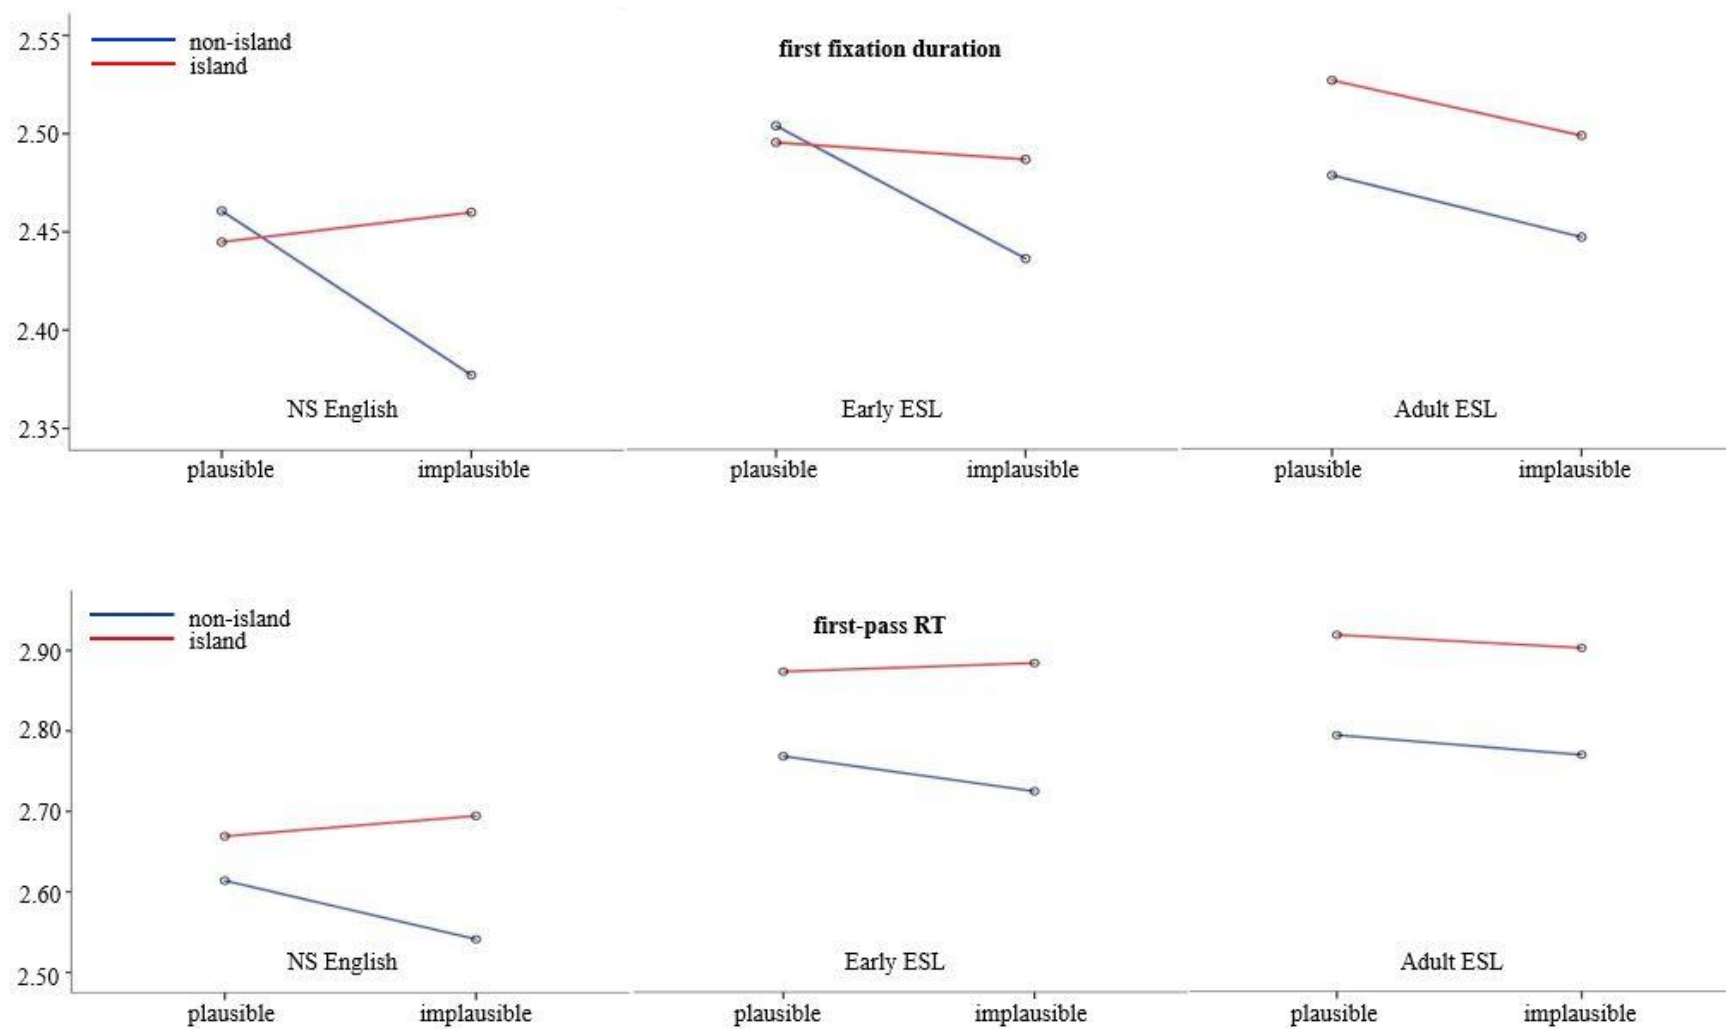 non-island
island
first fixation duration
2.55
2.50
2.45
2.40
2.35
NS English
Early ESL
Adult ESL
plausible
implausible
plausible
implausible
plausible
implausible
non-island
island
first-pass RT
2.90
2.80
2.70
2.60
2.50
NS English
Early ESL
Adult ESL
plausible
implausible
plausible
implausible
plausible
implausible